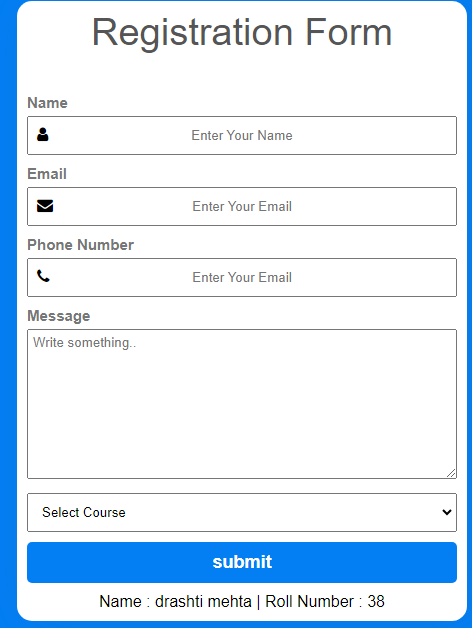 Registration Form
Name
Enter Your Name
Email
Enter Your Email
Phone Number
Enter Your Email
Message
Write something..
Select Course
submit
Name : drashti mehta | Roll Number : 38